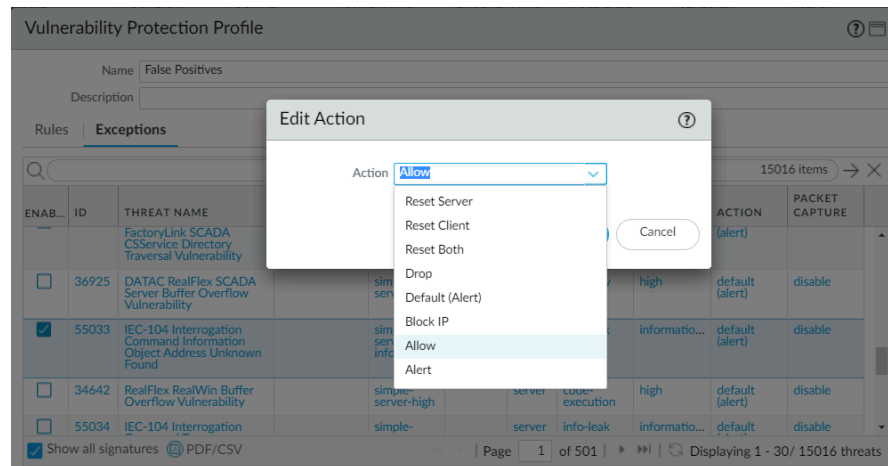 Vulnerability Protection Profile
Name False Positives
Description
Rules Exceptions
Edit Action
Action Allow
Reset Server
Reset Client
Reset Both
Drop
Default (Alert)
Block IP
Allow
Alert
Cancel
15016 items
ENAB... ID THREAT NAME ACTION PACKET CAPTURE
FactoryLink SCADA
CSService Directory
Traversal Vulnerability
(alert)
36925 DATAC RealFlex SCADA
Server Buffer Overflow
Vulnerability
high default
(alert)
disable
55033 IEC-104 Interrogation
Command Information
Object Address Unknown
Found
informatio... default
(alert)
disable
34642 RealFlex RealWin Buffer
Overflow Vulnerability
simple-
server-high
server code-
execution
high default
(alert)
disable
55034 IEC-104 Interrogation
simple- server info-leak informatio... default disable
Show all signatures PDF/CSV
Page 1 of 501 Displaying 1 - 30/ 15016 threats